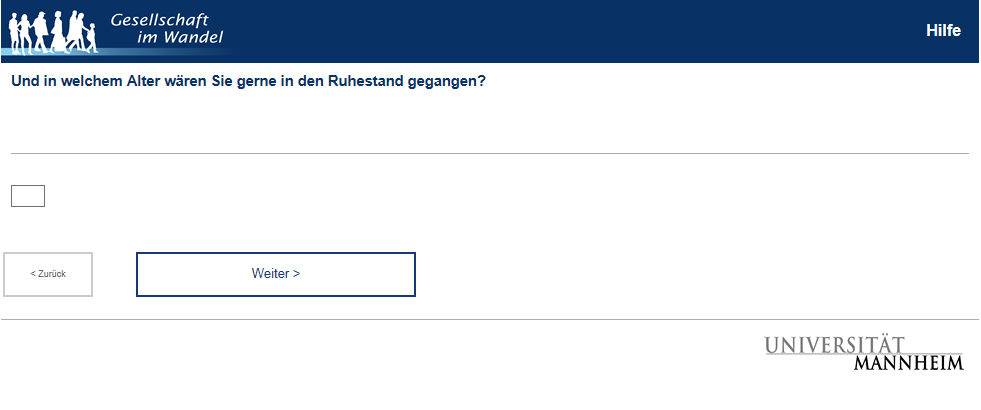 Gesellschaft
im Wandel
Hilfe
Und in welchem Alter wären Sie gerne in den Ruhestand gegangen?
< Zurück
Weiter >
UNIVERSITÄT
MANNHEIM